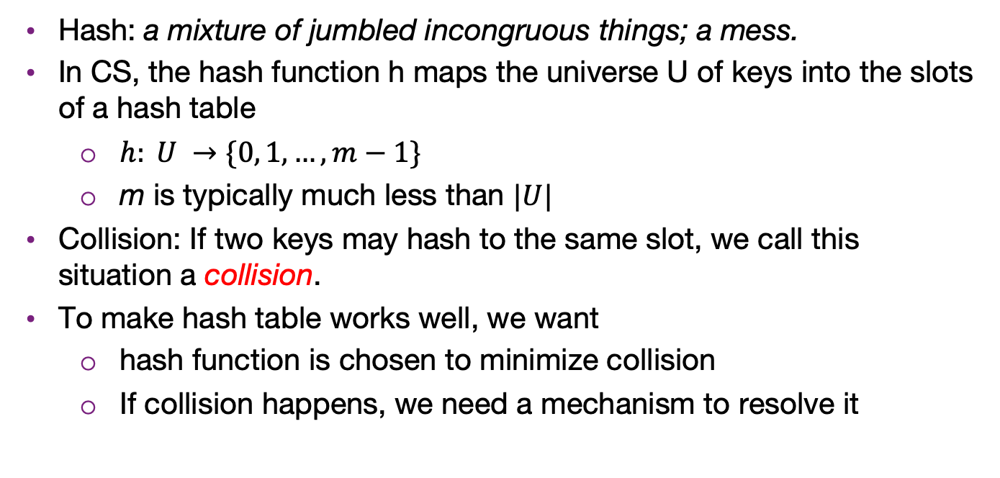 • Hash: a mixture of jumbled incongruous things; a mess.
• In CS, the hash function h maps the universe U of keys into the slots
of a hash table
○ h: U → {0, 1, … , m − 1}
○ m is typically much less than |U|
• Collision: If two keys may hash to the same slot, we call this
situation a collision.
• To make hash table works well, we want
○ hash function is chosen to minimize collision
○ If collision happens, we need a mechanism to resolve it